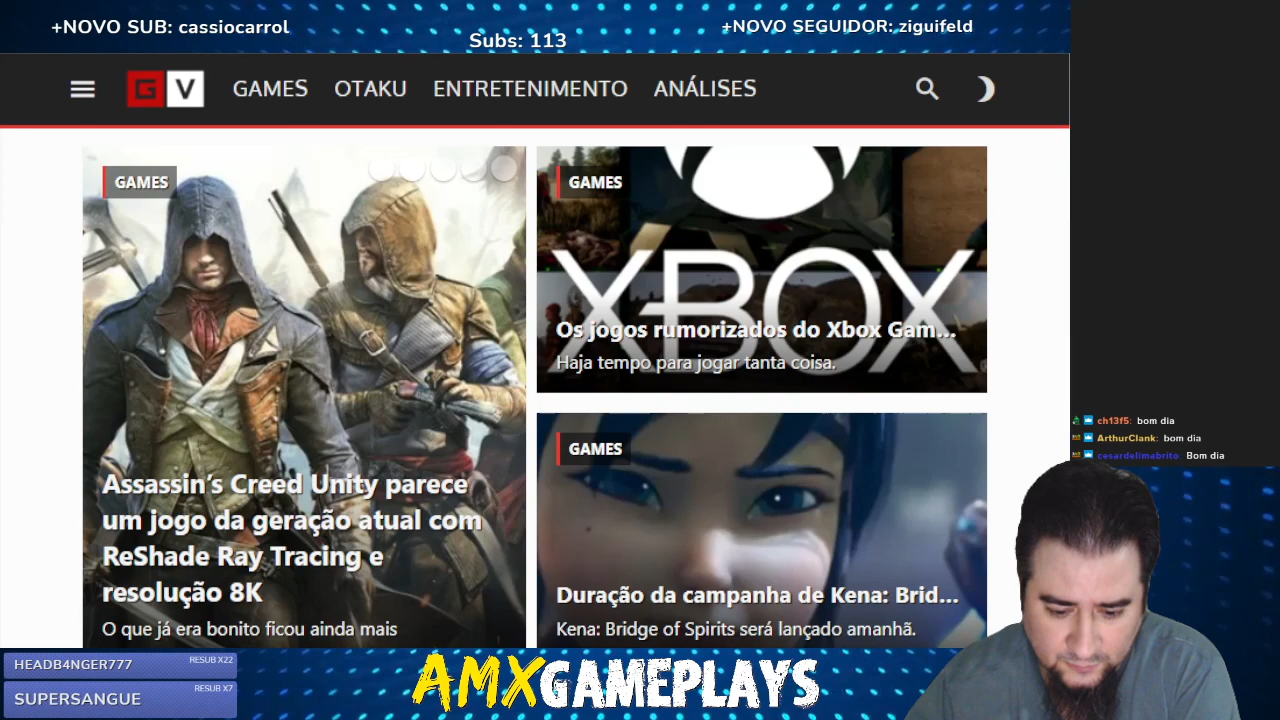 +NOVO SUB: cassiocarrol
Subs: 113
+NOVO SEGUIDOR: ziguifeld
G V
GAMES
OTAKU
ENTRETENIMENTO
ANÁLISES
GAMES
Assassin's Creed Unity parece
um jogo da geração atual com
ReShade Ray Tracing e
resolução 8K
O que já era bonito ficou ainda mais
GAMES
XBOX
Os jogos rumorizados do Xbox Gam...
Haja tempo para jogar tanta coisa.
GAMES
Duração da campanha de Kena: Brid...
Kena: Bridge of Spirits será lançado amanhã.
ch13f5: bom dia
ArthurClank: bom dia
cesardelimabrito: Bom dia
HEADB4NGER777
RESUB X22
SUPERSANGUE
RESUB X7
AMXGAMEPLAYS